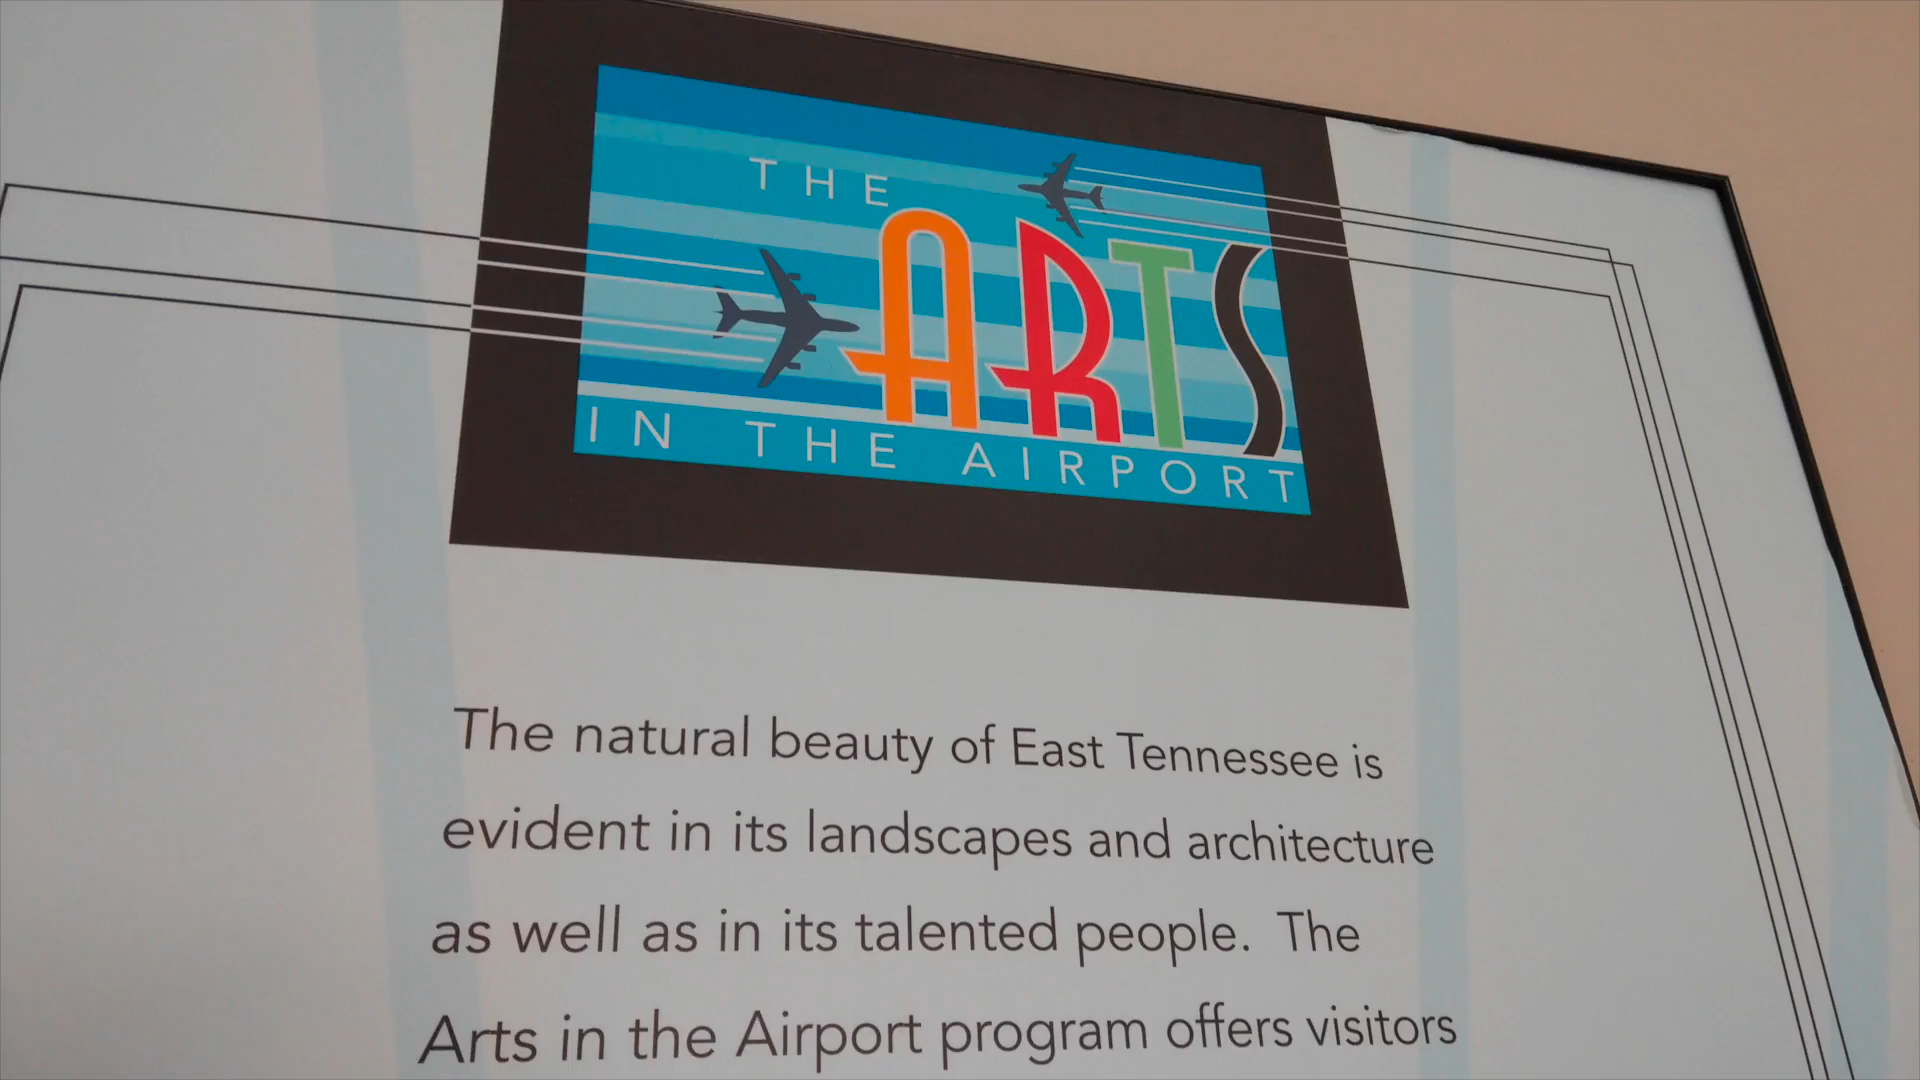 THE
ARTS
IN THE AIRPORT
The natural beauty of East Tennessee is
evident in its landscapes and architecture
as well as in its talented people. The
Arts in the Airport program offers visitors